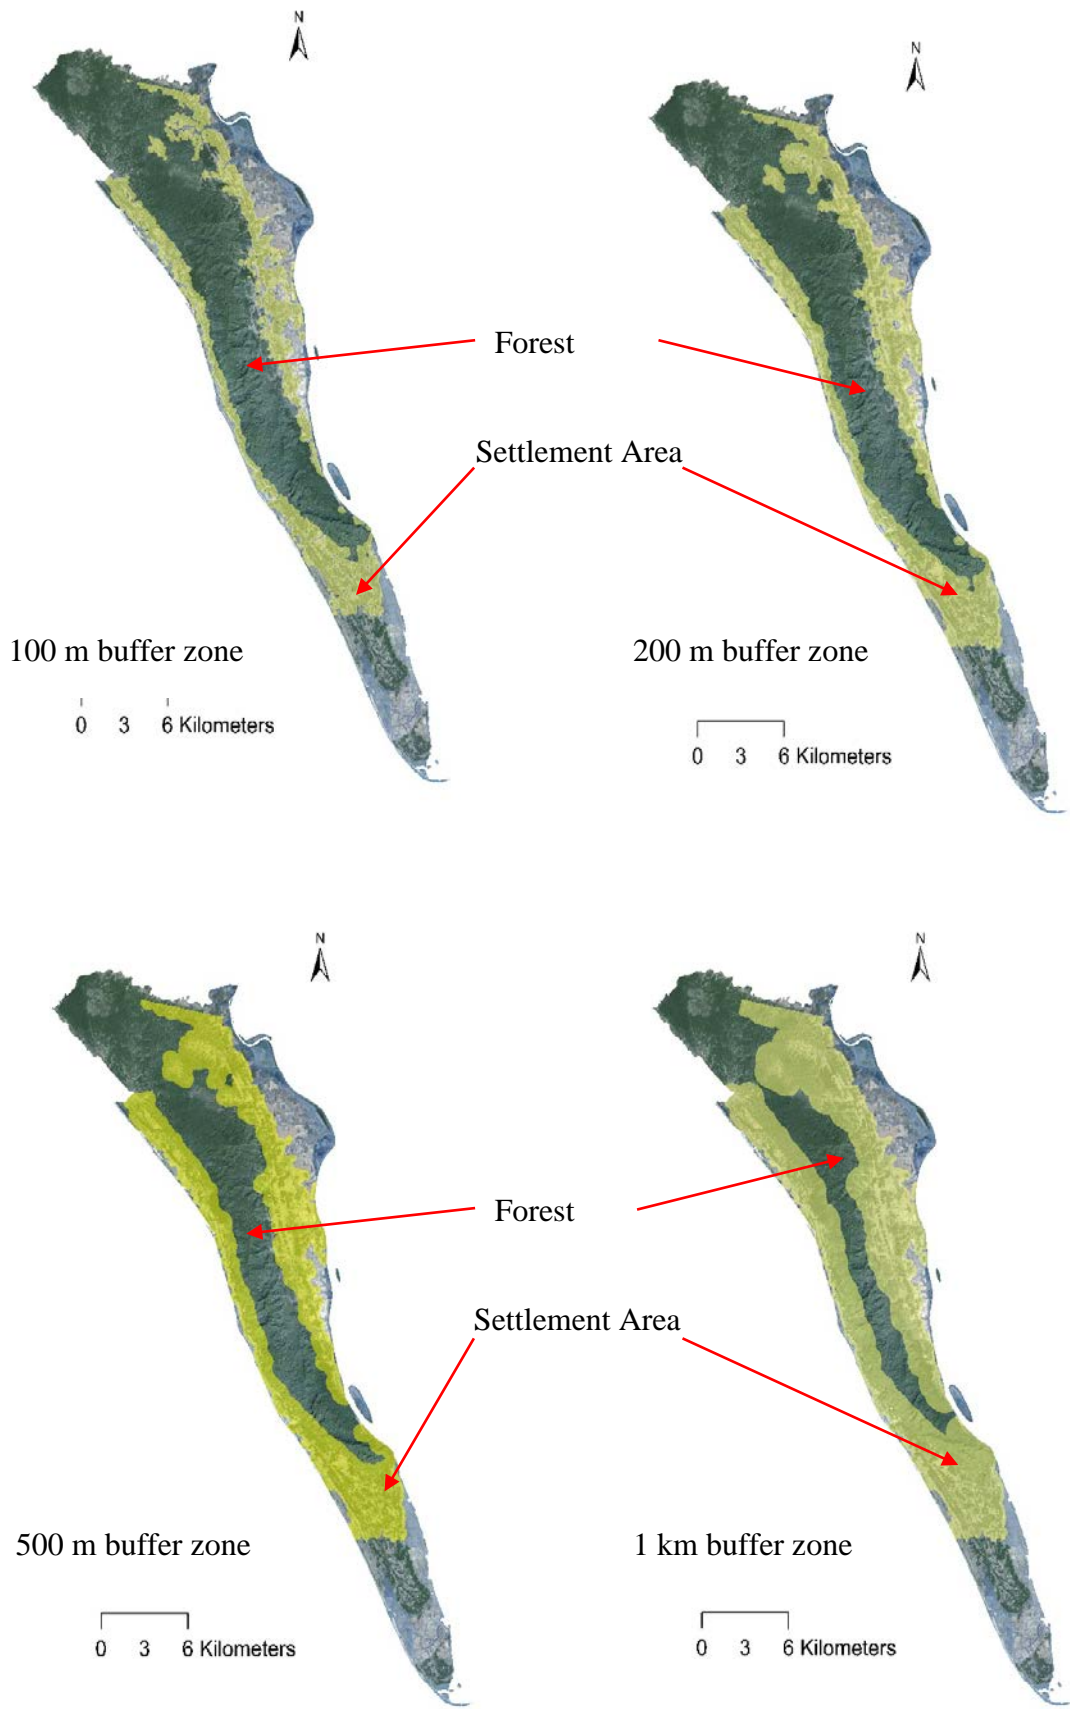 N
N
Forest
Settlement Area
100 m buffer zone
200 m buffer zone
0 3 6 Kilometers
0 3 6 Kilometers
N
N
Forest
Settlement Area
500 m buffer zone
1 km buffer zone
0 3 6 Kilometers
0 3 6 Kilometers